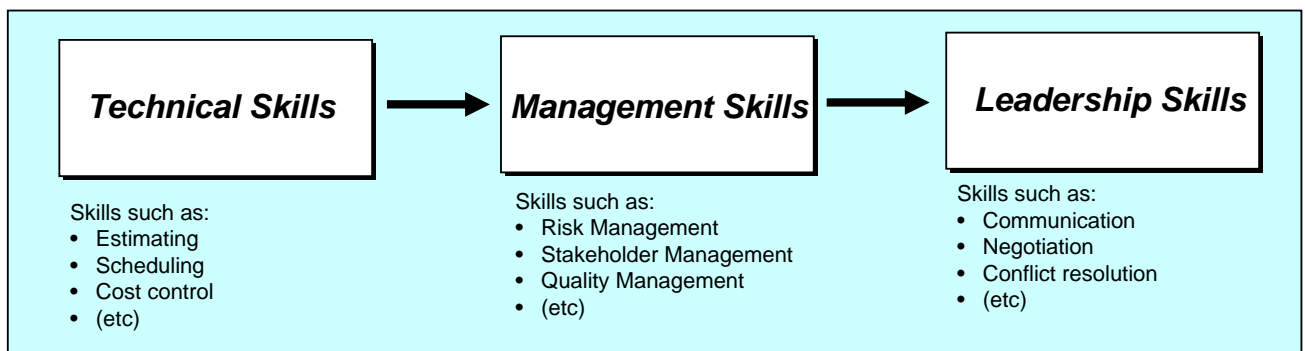 Technical Skills
Skills such as:
• Estimating
• Scheduling
• Cost control
• (etc)
Management Skills
Skills such as:
• Risk Management
• Stakeholder Management
• Quality Management
• (etc)
Leadership Skills
Skills such as:
• Communication
• Negotiation
• Conflict resolution
• (etc)